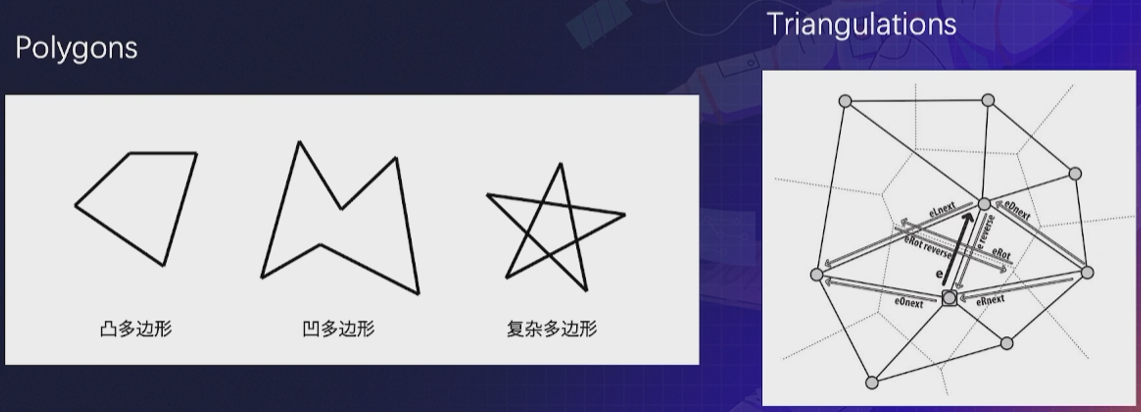 Polygons
凸多边形
凹多边形
复杂多边形
Triangulations
eLnext
eDnext
e reverse
eRot reverse
eRot
e
eOnext
eRnext